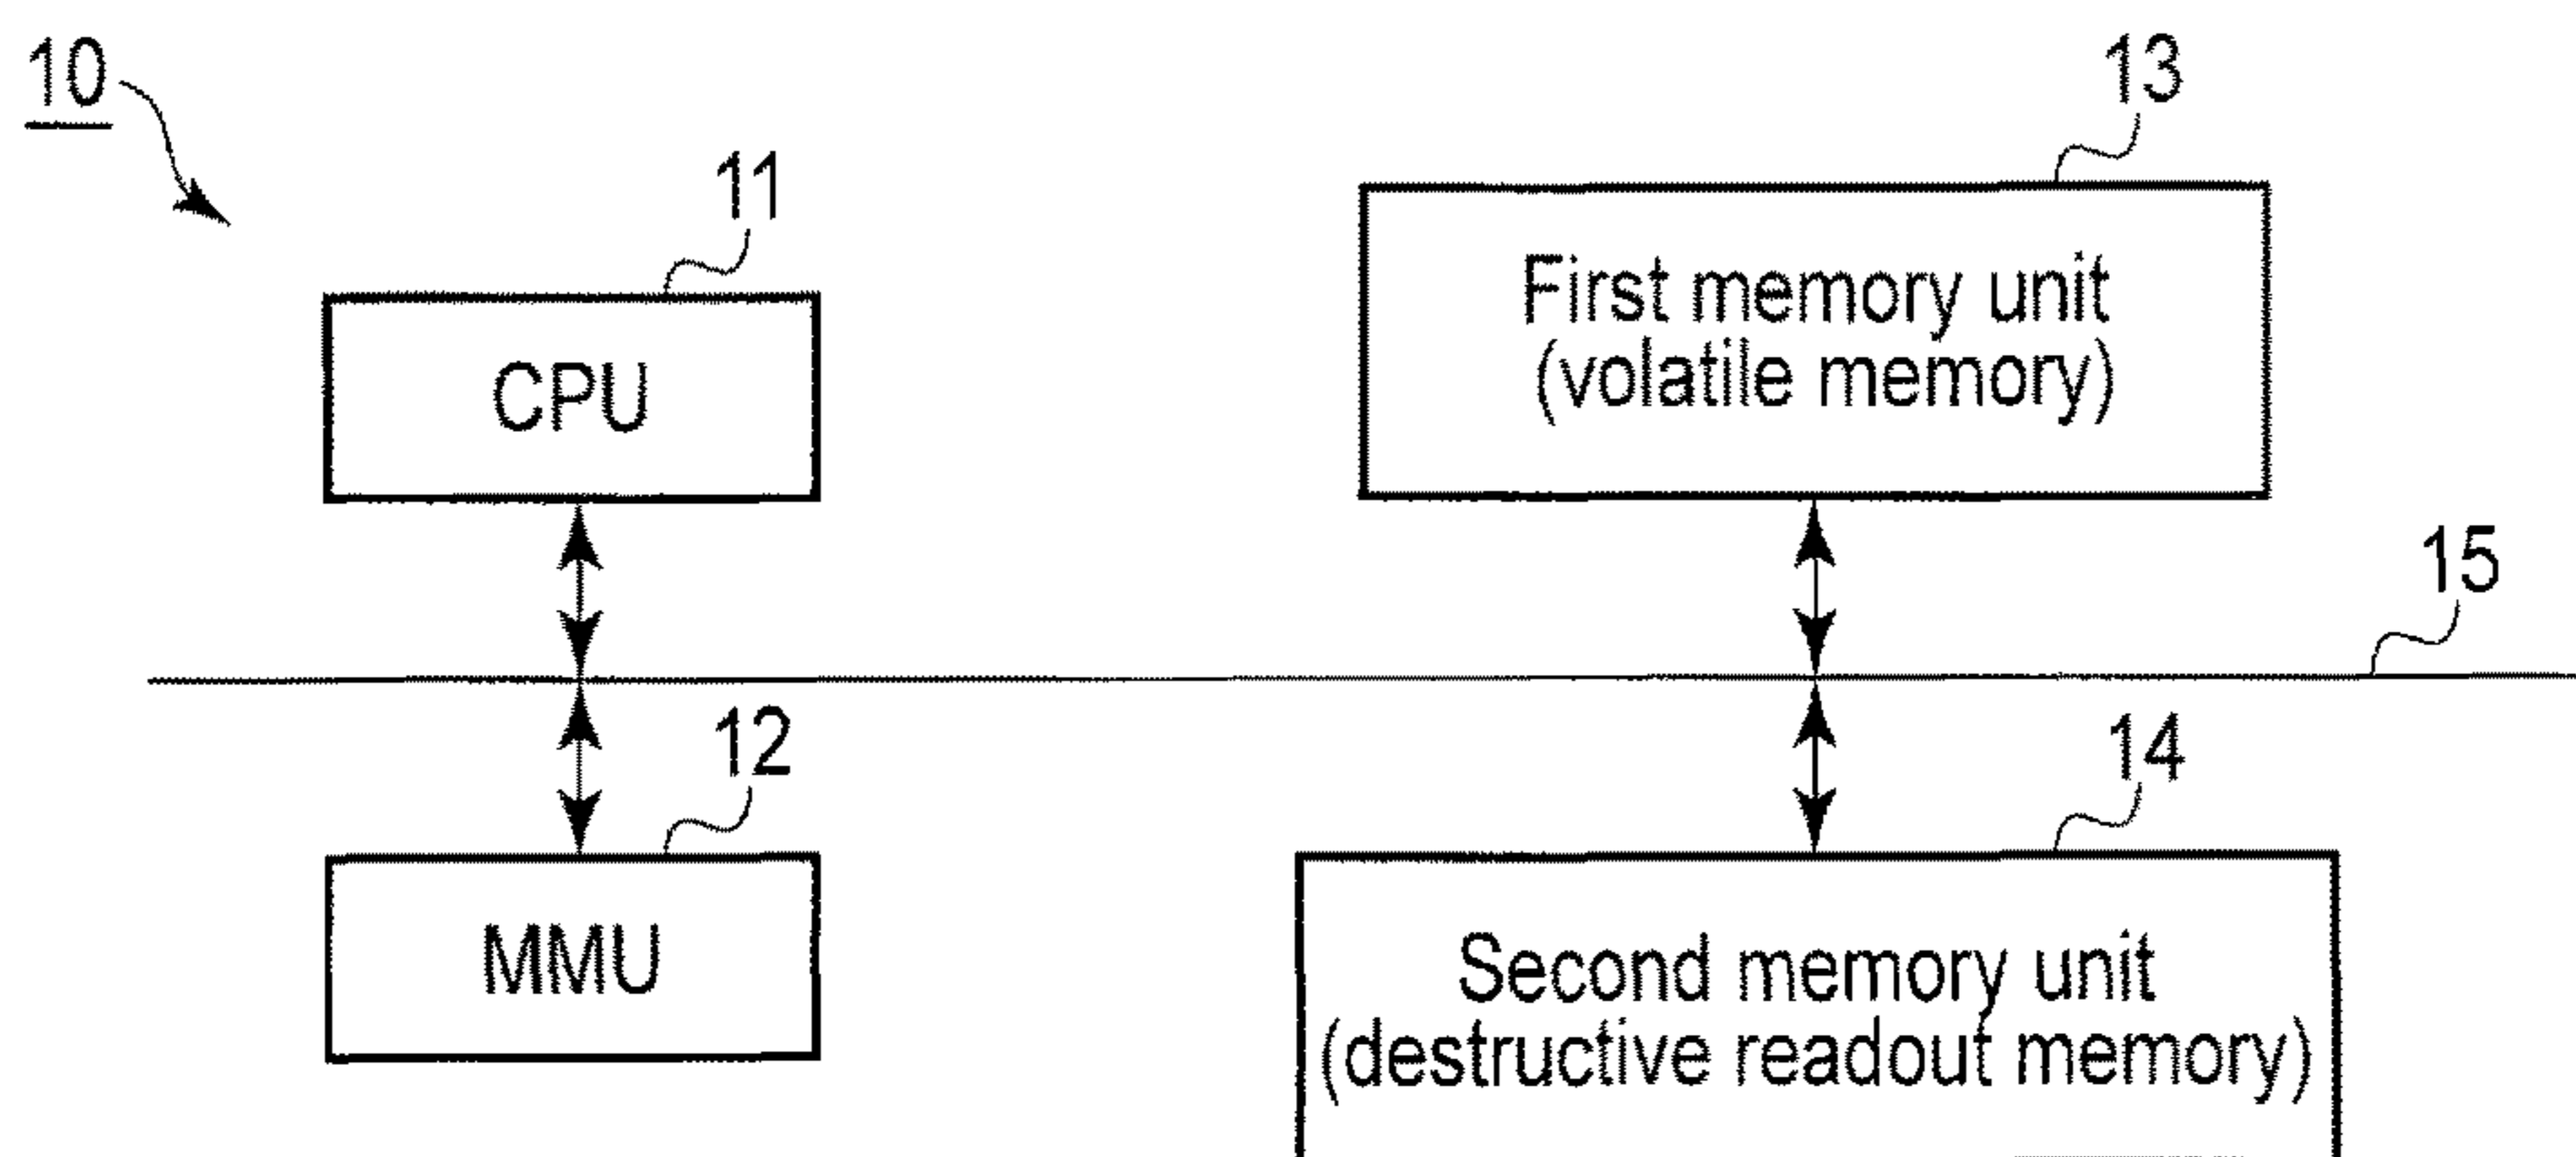 10
11
CPU
13
First memory unit
(volatile memory)
15
12
MMU
14
Second memory unit
(destructive readout memory)